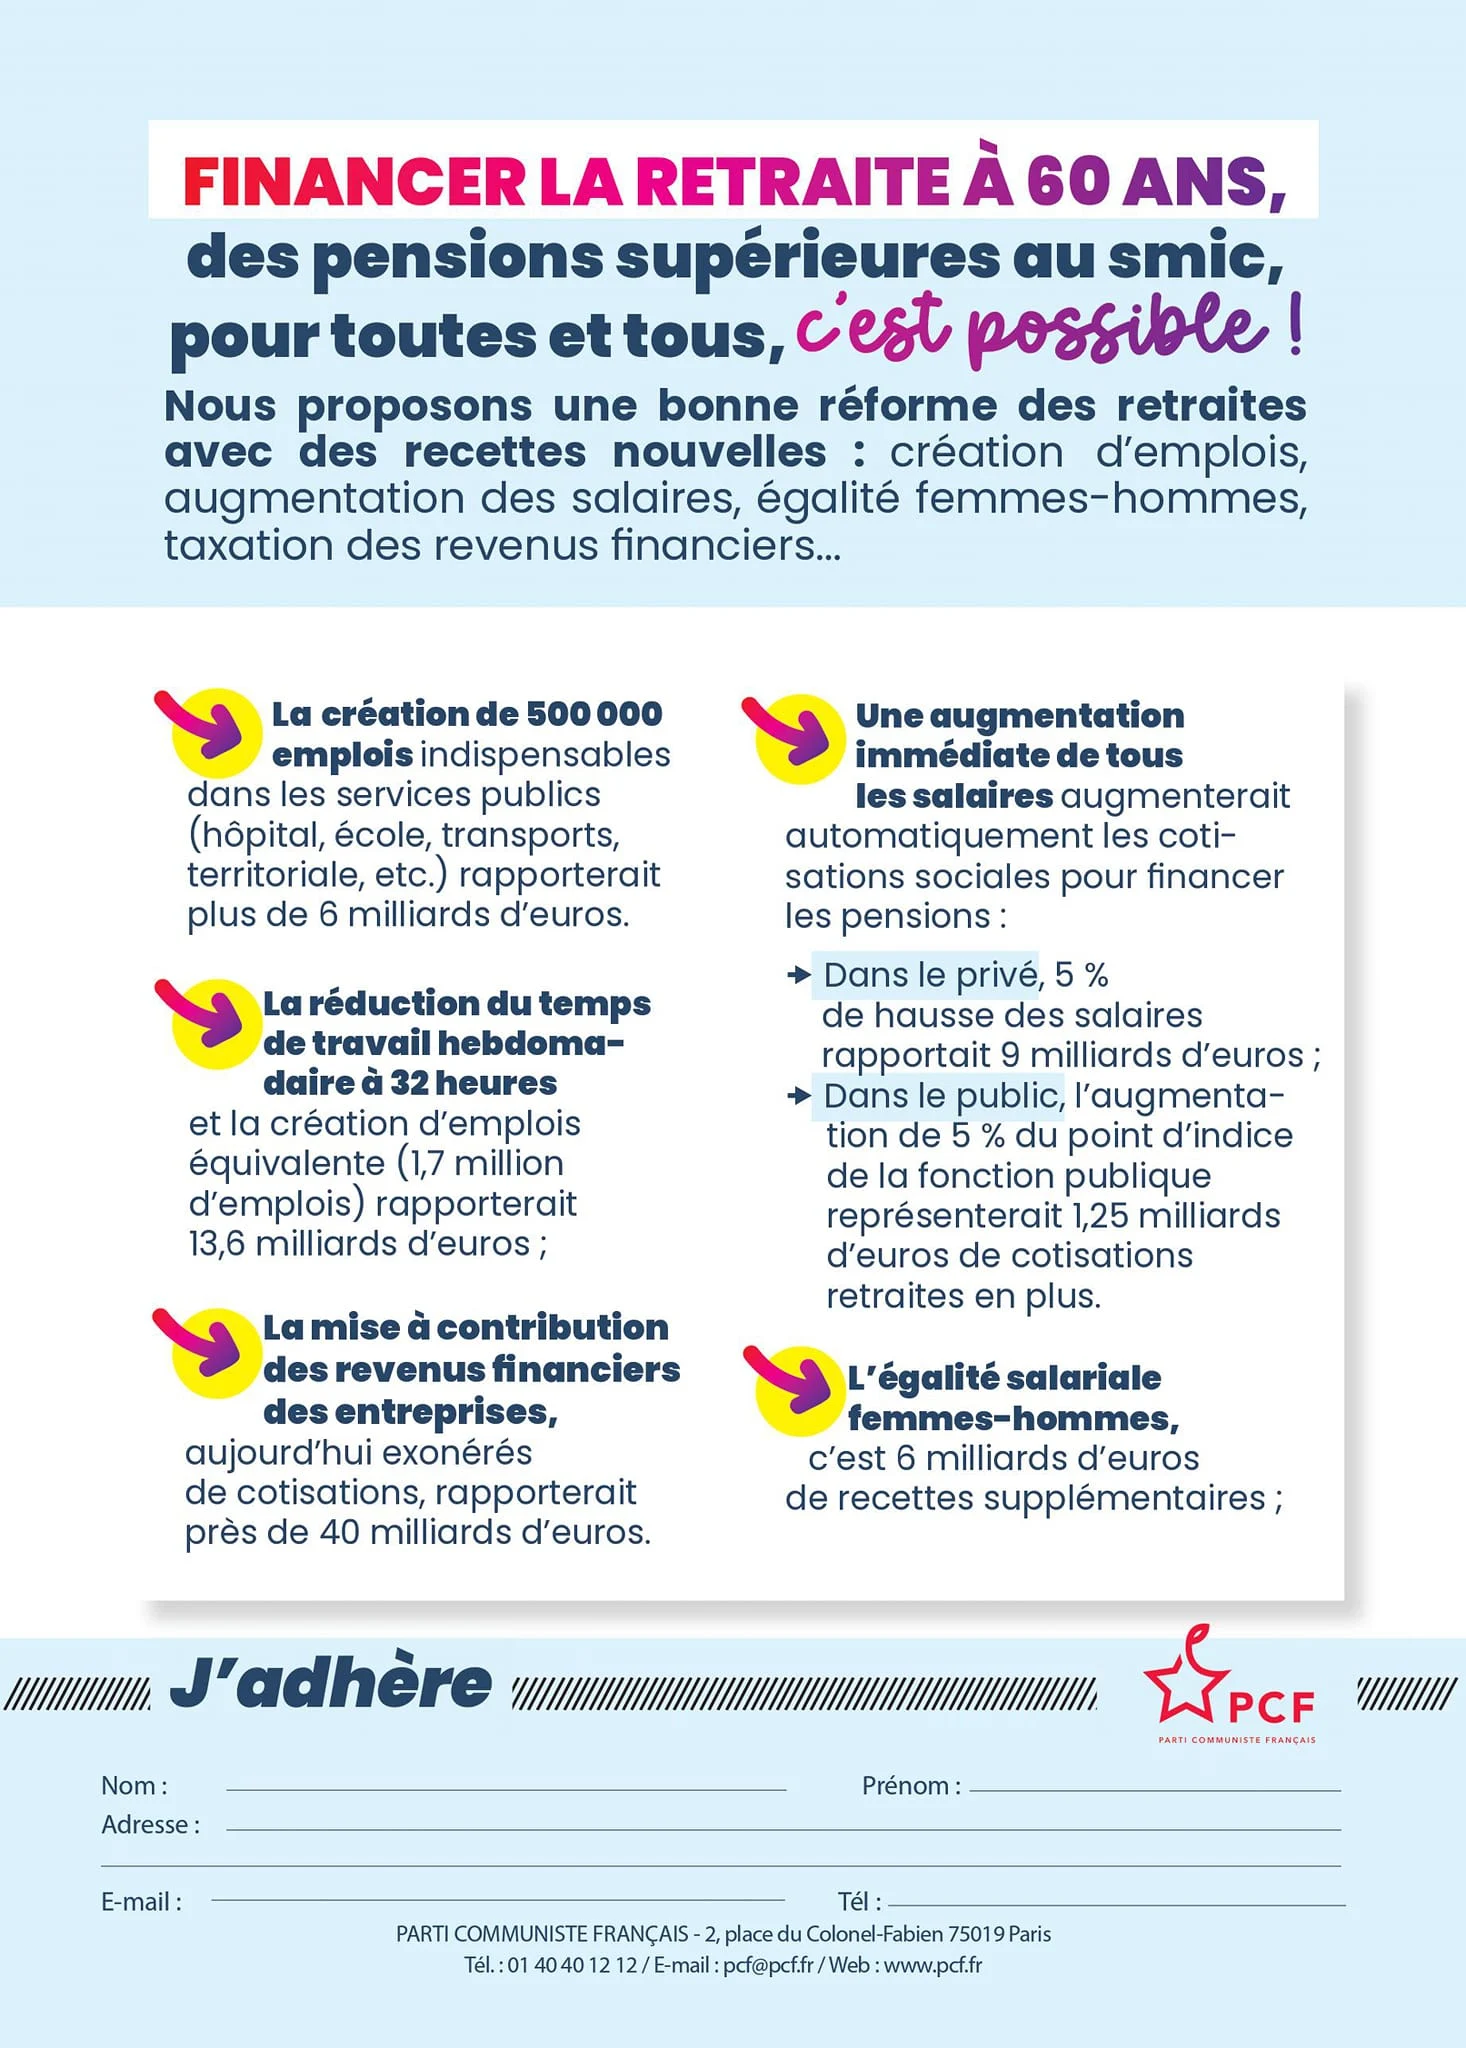 FINANCER LA RETRAITE À 60 ANS,
des pensions supérieures au smic,
pour toutes et tous, c'est possible !
Nous proposons une bonne réforme des retraites
avec des recettes nouvelles : création d'emplois,
augmentation des salaires, égalité femmes-hommes,
taxation des revenus financiers...
La création de 500 000
emplois indispensables
dans les services publics
(hôpital, école, transports,
territoriale, etc.) rapporterait
plus de 6 milliards d'euros.
La réduction du temps
de travail hebdoma-
daire à 32 heures
et la création d'emplois
équivalente (1,7 million
d'emplois) rapporterait
13,6 milliards d'euros ;
La mise à contribution
des revenus financiers
des entreprises,
aujourd'hui exonérés
de cotisations, rapporterait
près de 40 milliards d'euros.
Une augmentation
immédiate de tous
les salaires augmenterait
automatiquement les coti-
sations sociales pour financer
les pensions :
Dans le privé, 5 %
de hausse des salaires
rapportait 9 milliards d'euros ;
Dans le public, l'augmenta-
tion de 5 % du point d'indice
de la fonction publique
représenterait 1,25 milliards
d'euros de cotisations
retraites en plus.
L'égalité salariale
femmes-hommes,
c'est 6 milliards d'euros
de recettes supplémentaires ;
J'adhère
PCF
PARTI COMMUNISTE FRANÇAIS
Nom : Prénom :
Adresse :
E-mail : Tél :
PARTI COMMUNISTE FRANÇAIS - 2, place du Colonel-Fabien 75019 Paris
Tél. : 01 40 40 12 12 / E-mail : pcf@pcf.fr / Web : www.pcf.fr